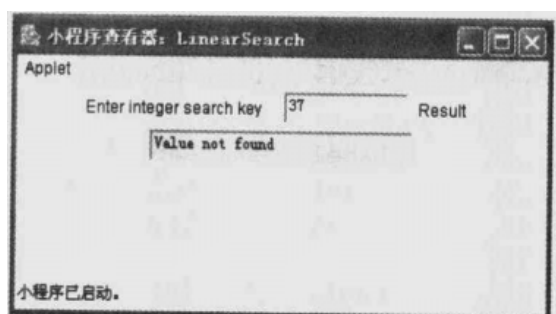 小程序查看器: LinearSearch
Applet
Enter integer search key 37 Result
Value not found
小程序已启动。